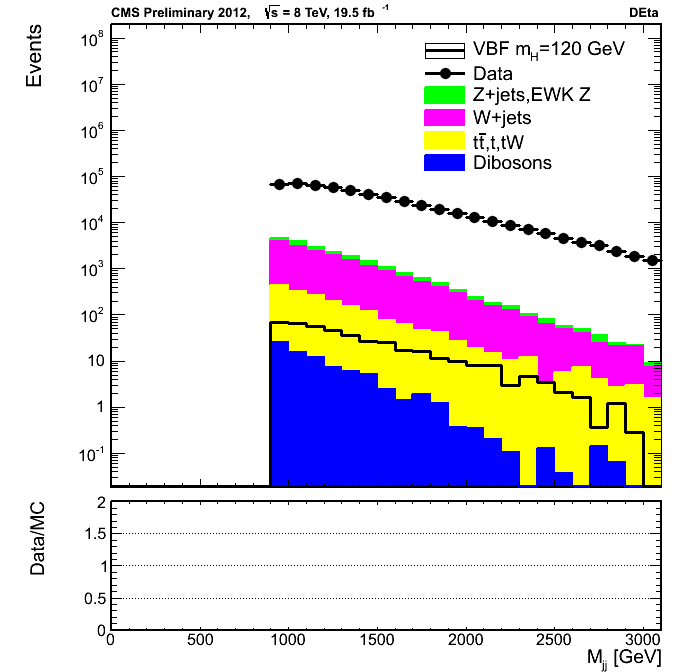 CMS Preliminary 2012, √s = 8 TeV, 19.5 fb⁻¹ DEta
Events
10⁸
10⁷
10⁶
10⁵
10⁴
10³
10²
10
1
10⁻¹
VBF m_H=120 GeV
Data
Z+jets,EWK Z
W+jets
tt̅,t,tW
Dibosons
Data/MC
2
1.5
1
0.5
0
0 500 1000 1500 2000 2500 3000
M_jj [GeV]